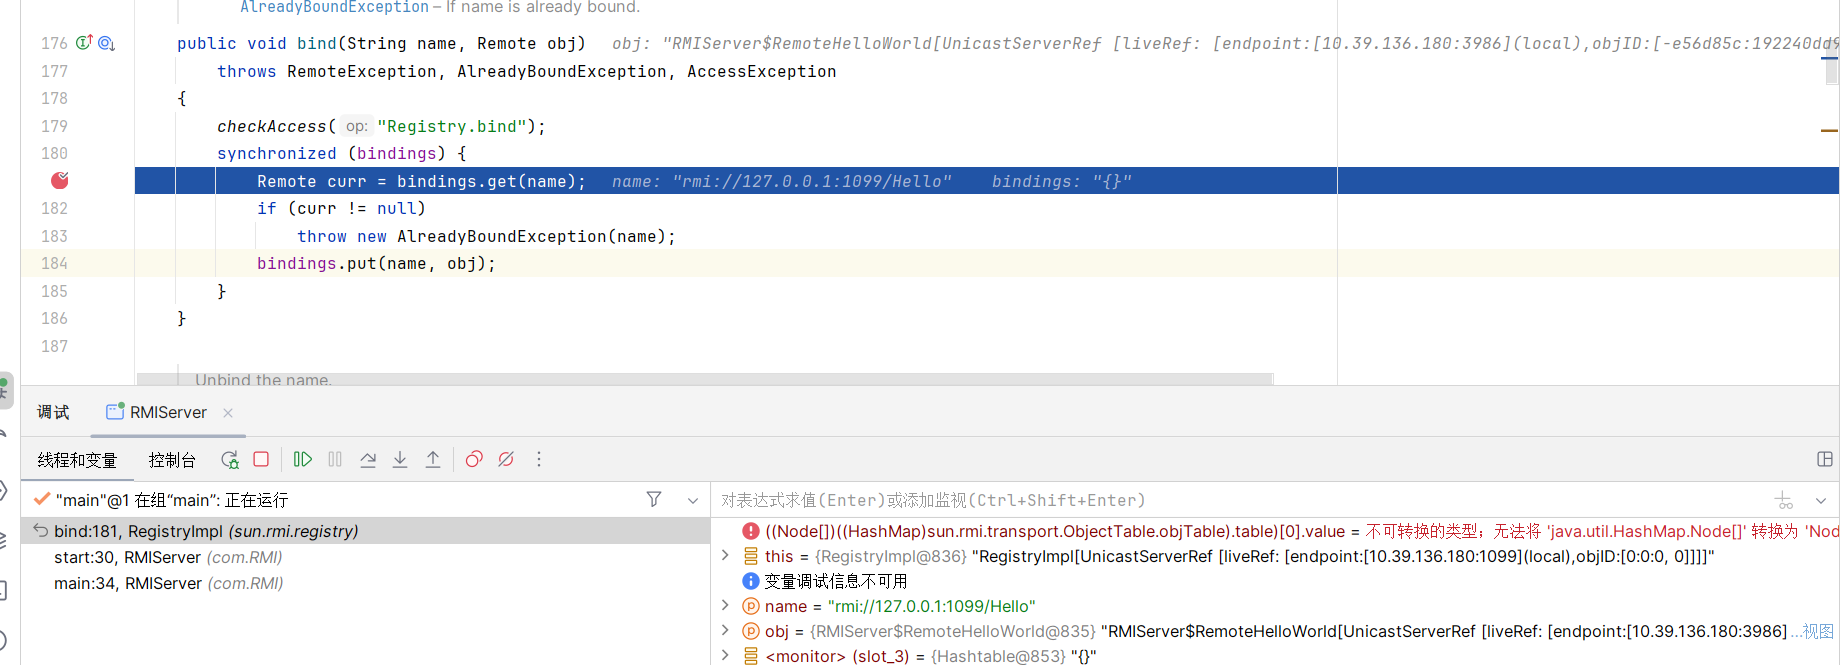 AlreadyBoundException – If name is already bound.
176 public void bind(String name, Remote obj) obj: "RMIServer$RemoteHelloWorld[UnicastServerRef [liveRef: [endpoint:[10.39.136.180:3986](local),objID:[-e56d85c:192240dd9
177 throws RemoteException, AlreadyBoundException, AccessException
178 {
179 checkAccess( op: "Registry.bind");
180 synchronized (bindings) {
Remote curr = bindings.get(name); name: "rmi://127.0.0.1:1099/Hello" bindings: "{}"
182 if (curr != null)
183 throw new AlreadyBoundException(name);
184 bindings.put(name, obj);
185 }
186 }
187
Unbind the name.
调试 RMIServer ×
线程和变量 控制台
"main"@1 在组“main”: 正在运行
对表达式求值(Enter)或添加监视(Ctrl+Shift+Enter)
bind:181, RegistryImpl (sun.rmi.registry)
start:30, RMIServer (com.RMI)
main:34, RMIServer (com.RMI)
((Node[])((HashMap)sun.rmi.transport.ObjectTable.objTable).table)[0].value = 不可转换的类型；无法将 'java.util.HashMap.Node[]' 转换为 'Nod
this = {RegistryImpl@836} "RegistryImpl[UnicastServerRef [liveRef: [endpoint:[10.39.136.180:1099](local),objID:[0:0:0, 0]]]]"
变量调试信息不可用
name = "rmi://127.0.0.1:1099/Hello"
obj = {RMIServer$RemoteHelloWorld@835} "RMIServer$RemoteHelloWorld[UnicastServerRef [liveRef: [endpoint:[10.39.136.180:3986] …视图
<monitor> (slot_3) = {Hashtable@853} "{}"